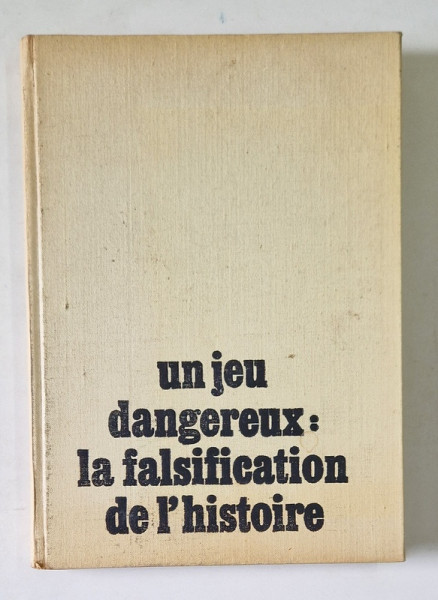 un jeu
dangereux:
la falsification
de l'histoire